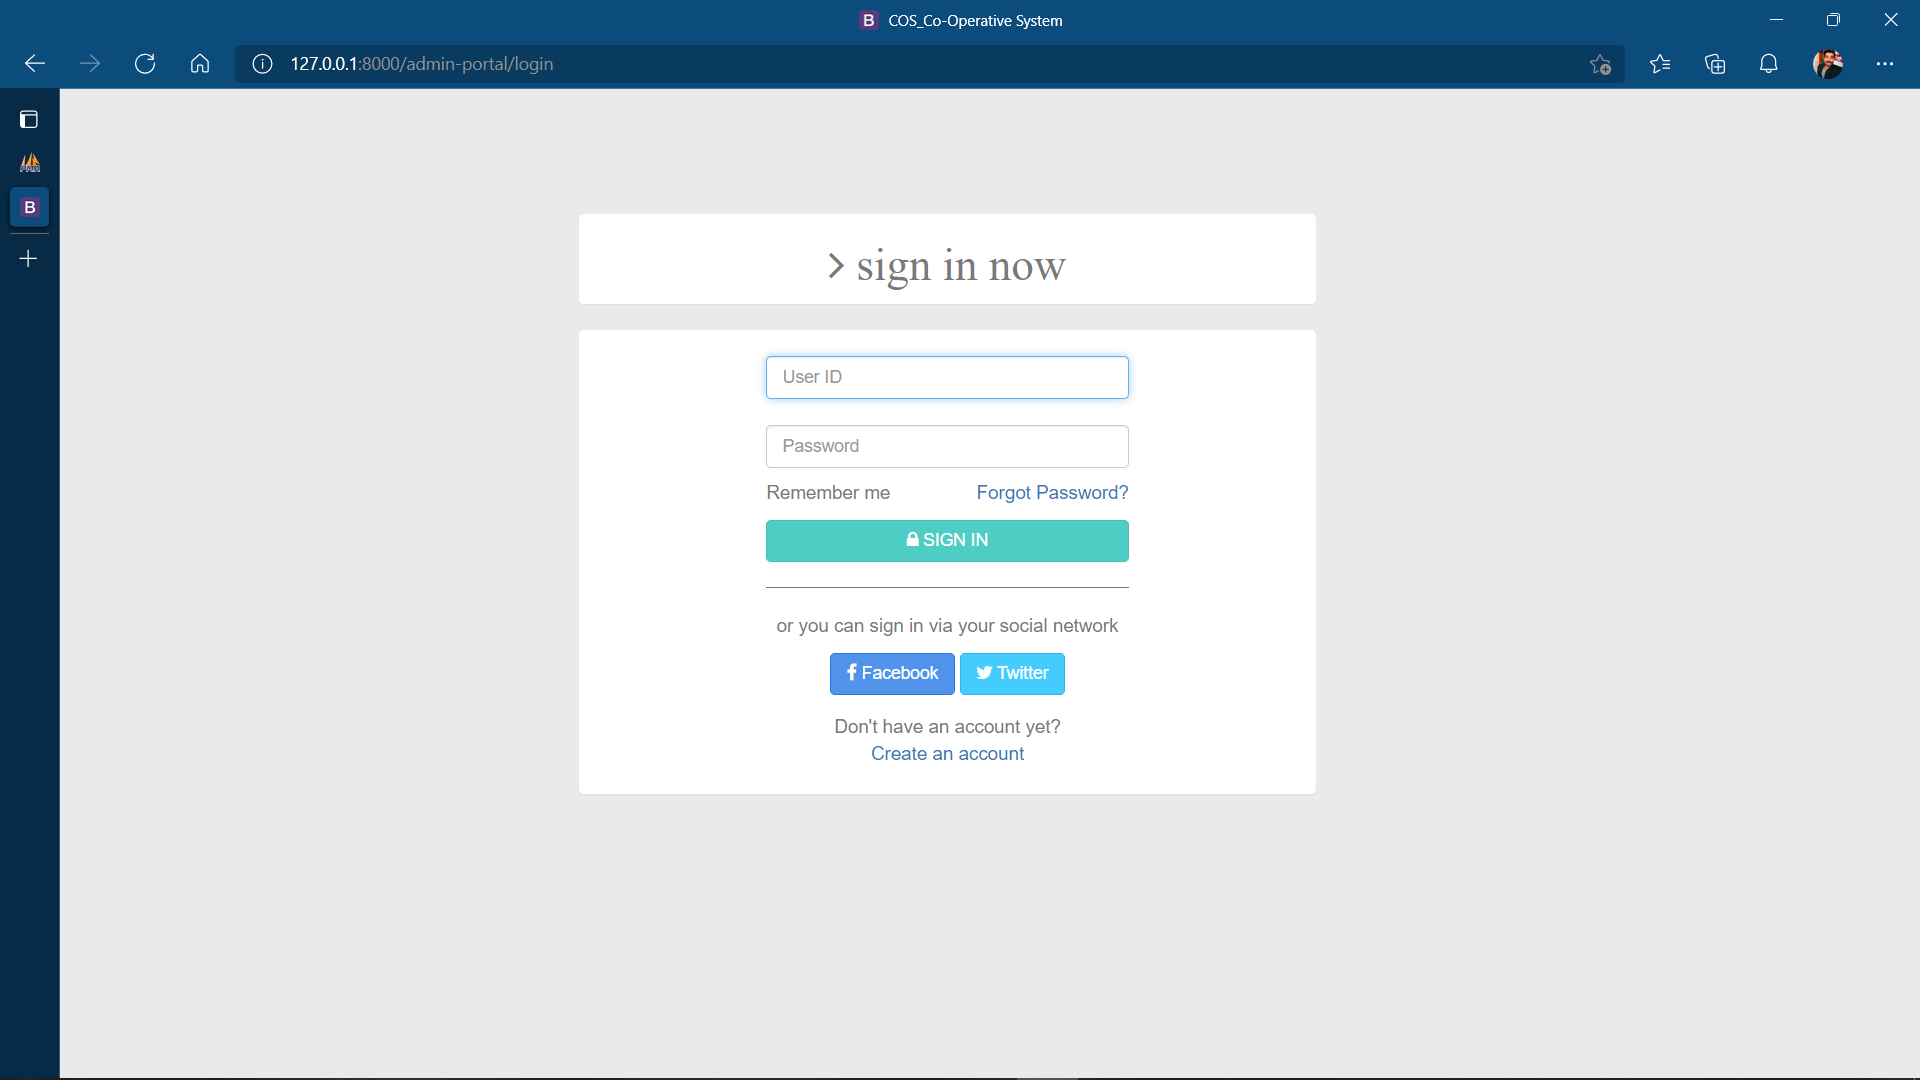 B COS_Co-Operative System
127.0.0.1:8000/admin-portal/login
PMA
B
> sign in now
User ID
Password
Remember me Forgot Password?
SIGN IN
or you can sign in via your social network
f Facebook Twitter
Don't have an account yet?
Create an account